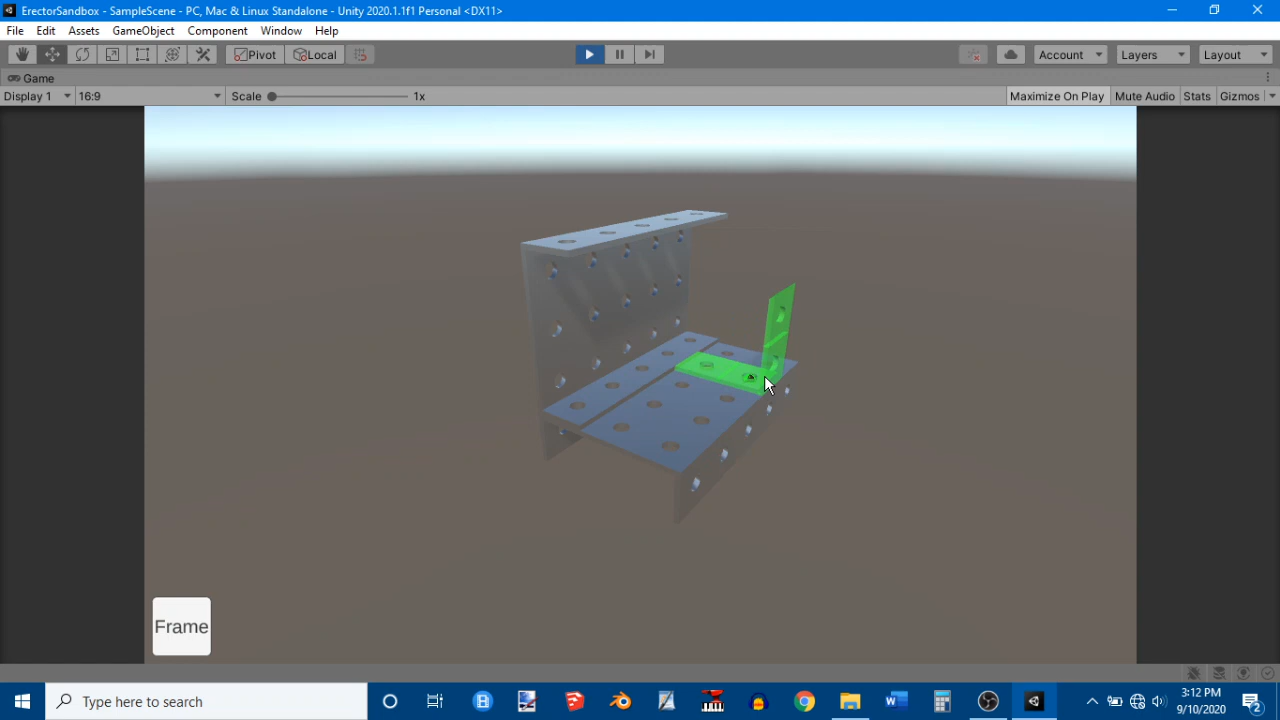 ErectorSandbox - SampleScene - PC, Mac & Linux Standalone - Unity 2020.1.1f1 Personal <DX11>
File Edit Assets GameObject Component Window Help
Pivot Local Account Layers Layout
Game
Display 1 16:9 Scale 1x Maximize On Play Mute Audio Stats Gizmos
Frame
Type here to search
3:12 PM
9/10/2020
2